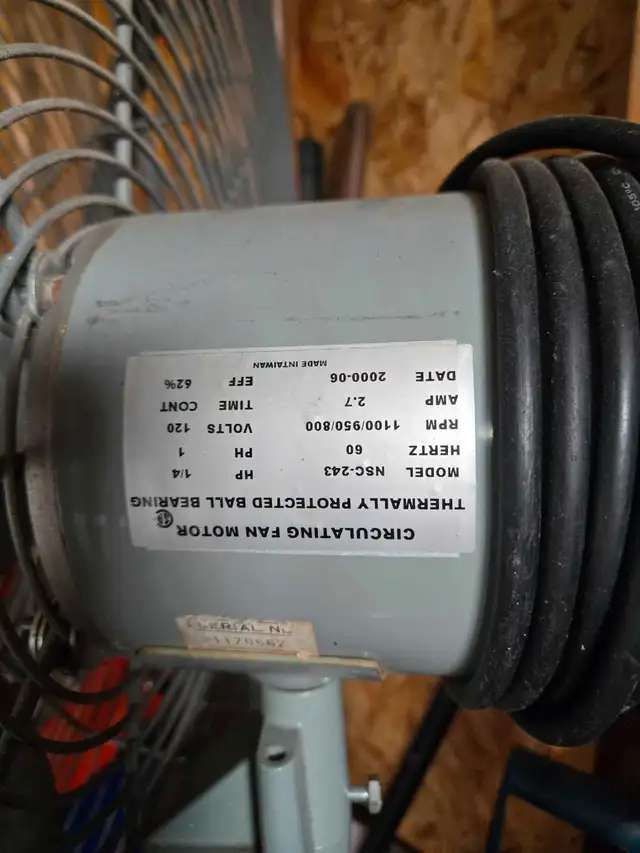 CIRCULATING FAN MOTOR
THERMALLY PROTECTED BALL BEARING
MODEL NSC-243 HP 1/4
HERTZ 60 PH 1
RPM 1100/950/800 VOLTS 120
AMP 2.7 TIME CONT
DATE 2000-06 EFF 62%
MADE IN TAIWAN
SERIAL NO
105°C